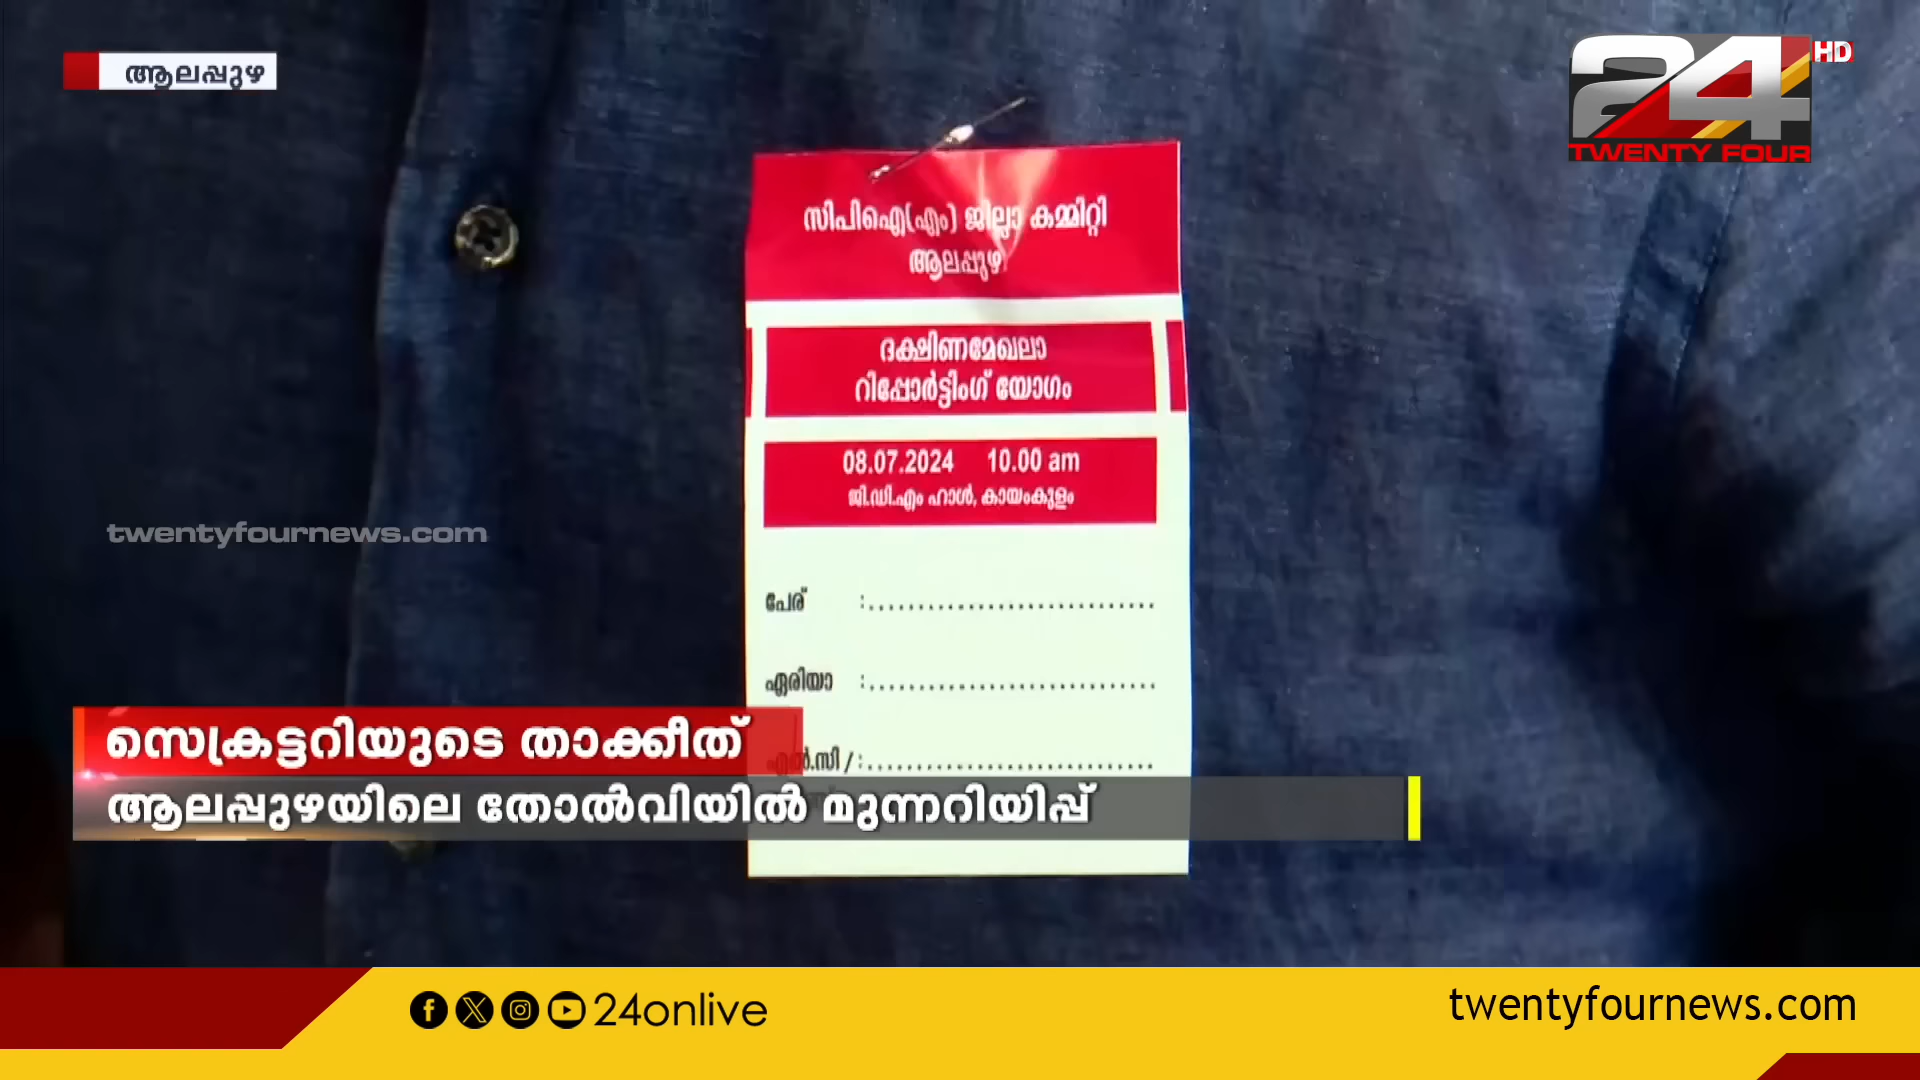 ആലപ്പുഴ
24 HD
TWENTY FOUR
സിപിഐ(എം) ജില്ലാ കമ്മിറ്റി
ആലപ്പുഴ
ദക്ഷിണമേഖലാ
റിപ്പോർട്ടിംഗ് യോഗം
08.07.2024 10.00 am
ജി.ഡി.എം ഹാൾ, കായംകുളം
twentyfournews.com
പേര് :.............................
ഏരിയാ :.............................
എൽ.സി / :.............................
സെക്രട്ടറിയുടെ താക്കീത്
ആലപ്പുഴയിലെ തോൽവിയിൽ മുന്നറിയിപ്പ്
24onlive
twentyfournews.com